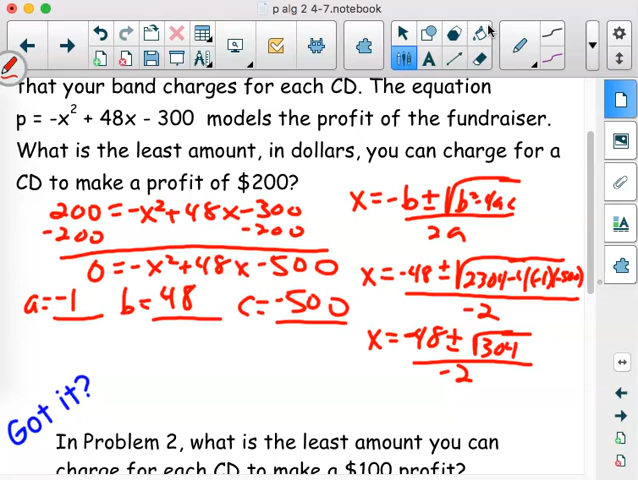 p alg 2 4-7.notebook
that your band charges for each CD. The equation
p = -x² + 48x - 300 models the profit of the fundraiser.
What is the least amount, in dollars, you can charge for a
CD to make a profit of $200?
200 = -x² + 48x - 300
-200 -200
0 = -x² + 48x - 500
a = -1 b = 48 c = -500
x = -b ± √b² - 4ac
2a
x = -48 ± √2304 - 4(-1)(-500)
-2
x = -48 ± √304
-2
Got it?
In Problem 2, what is the least amount you can
charge for each CD to make a $100 profit?